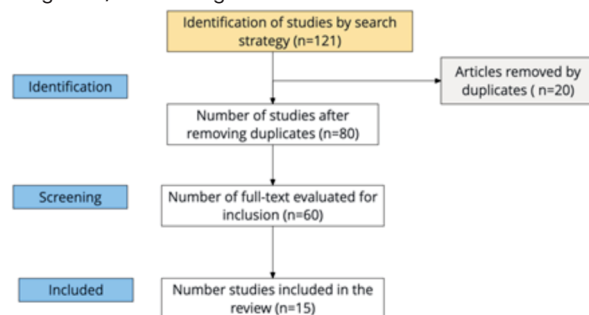 Identification of studies by search
strategy (n=121)
Articles removed by
duplicates ( n=20)
Identification
Number of studies after
removing duplicates (n=80)
Screening
Number of full-text evaluated for
inclusion (n=60)
Included
Number studies included in the
review (n=15)